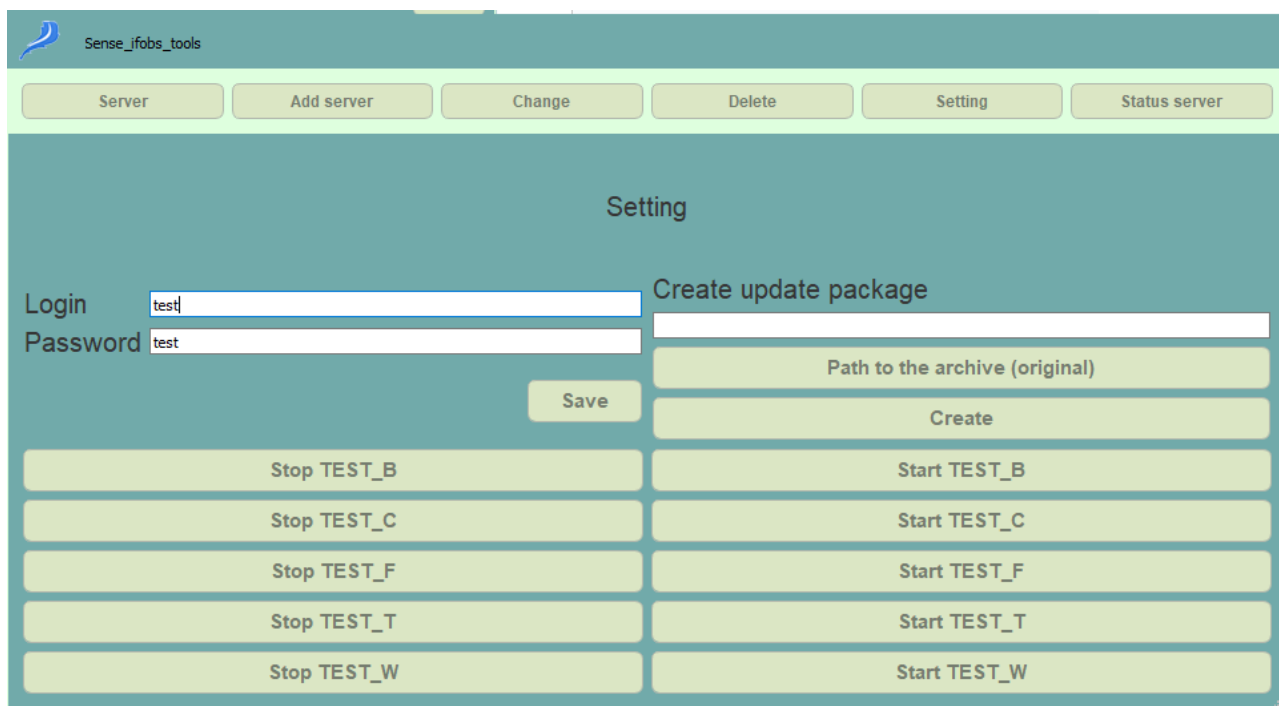 Sense_ifobs_tools
Server Add server Change Delete Setting Status server
Setting
Login test
Password test
Save
Create update package
Path to the archive (original)
Create
Stop TEST_B Start TEST_B
Stop TEST_C Start TEST_C
Stop TEST_F Start TEST_F
Stop TEST_T Start TEST_T
Stop TEST_W Start TEST_W